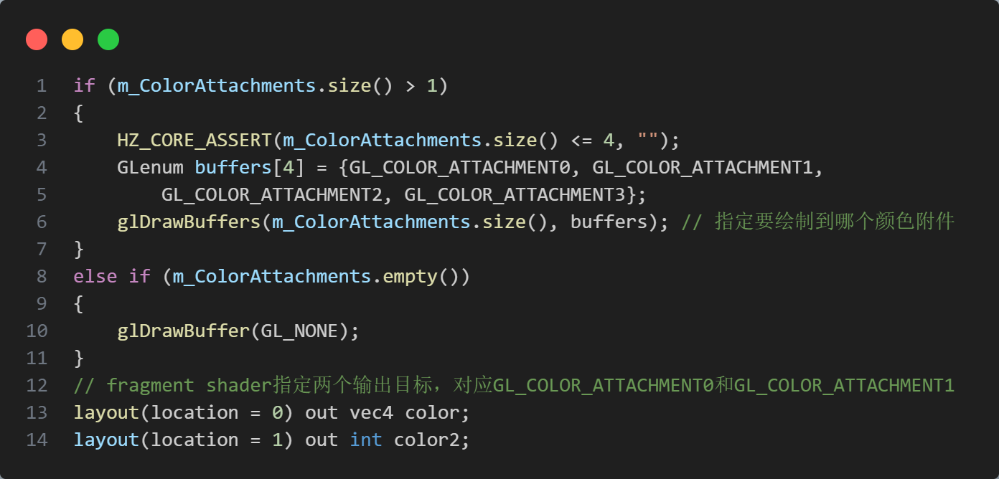 1 if (m_ColorAttachments.size() > 1)
2 {
3     HZ_CORE_ASSERT(m_ColorAttachments.size() <= 4, "");
4     GLenum buffers[4] = {GL_COLOR_ATTACHMENT0, GL_COLOR_ATTACHMENT1,
5         GL_COLOR_ATTACHMENT2, GL_COLOR_ATTACHMENT3};
6     glDrawBuffers(m_ColorAttachments.size(), buffers); // 指定要绘制到哪个颜色附件
7 }
8 else if (m_ColorAttachments.empty())
9 {
10     glDrawBuffer(GL_NONE);
11 }
12 // fragment shader指定两个输出目标，对应GL_COLOR_ATTACHMENT0和GL_COLOR_ATTACHMENT1
13 layout(location = 0) out vec4 color;
14 layout(location = 1) out int color2;